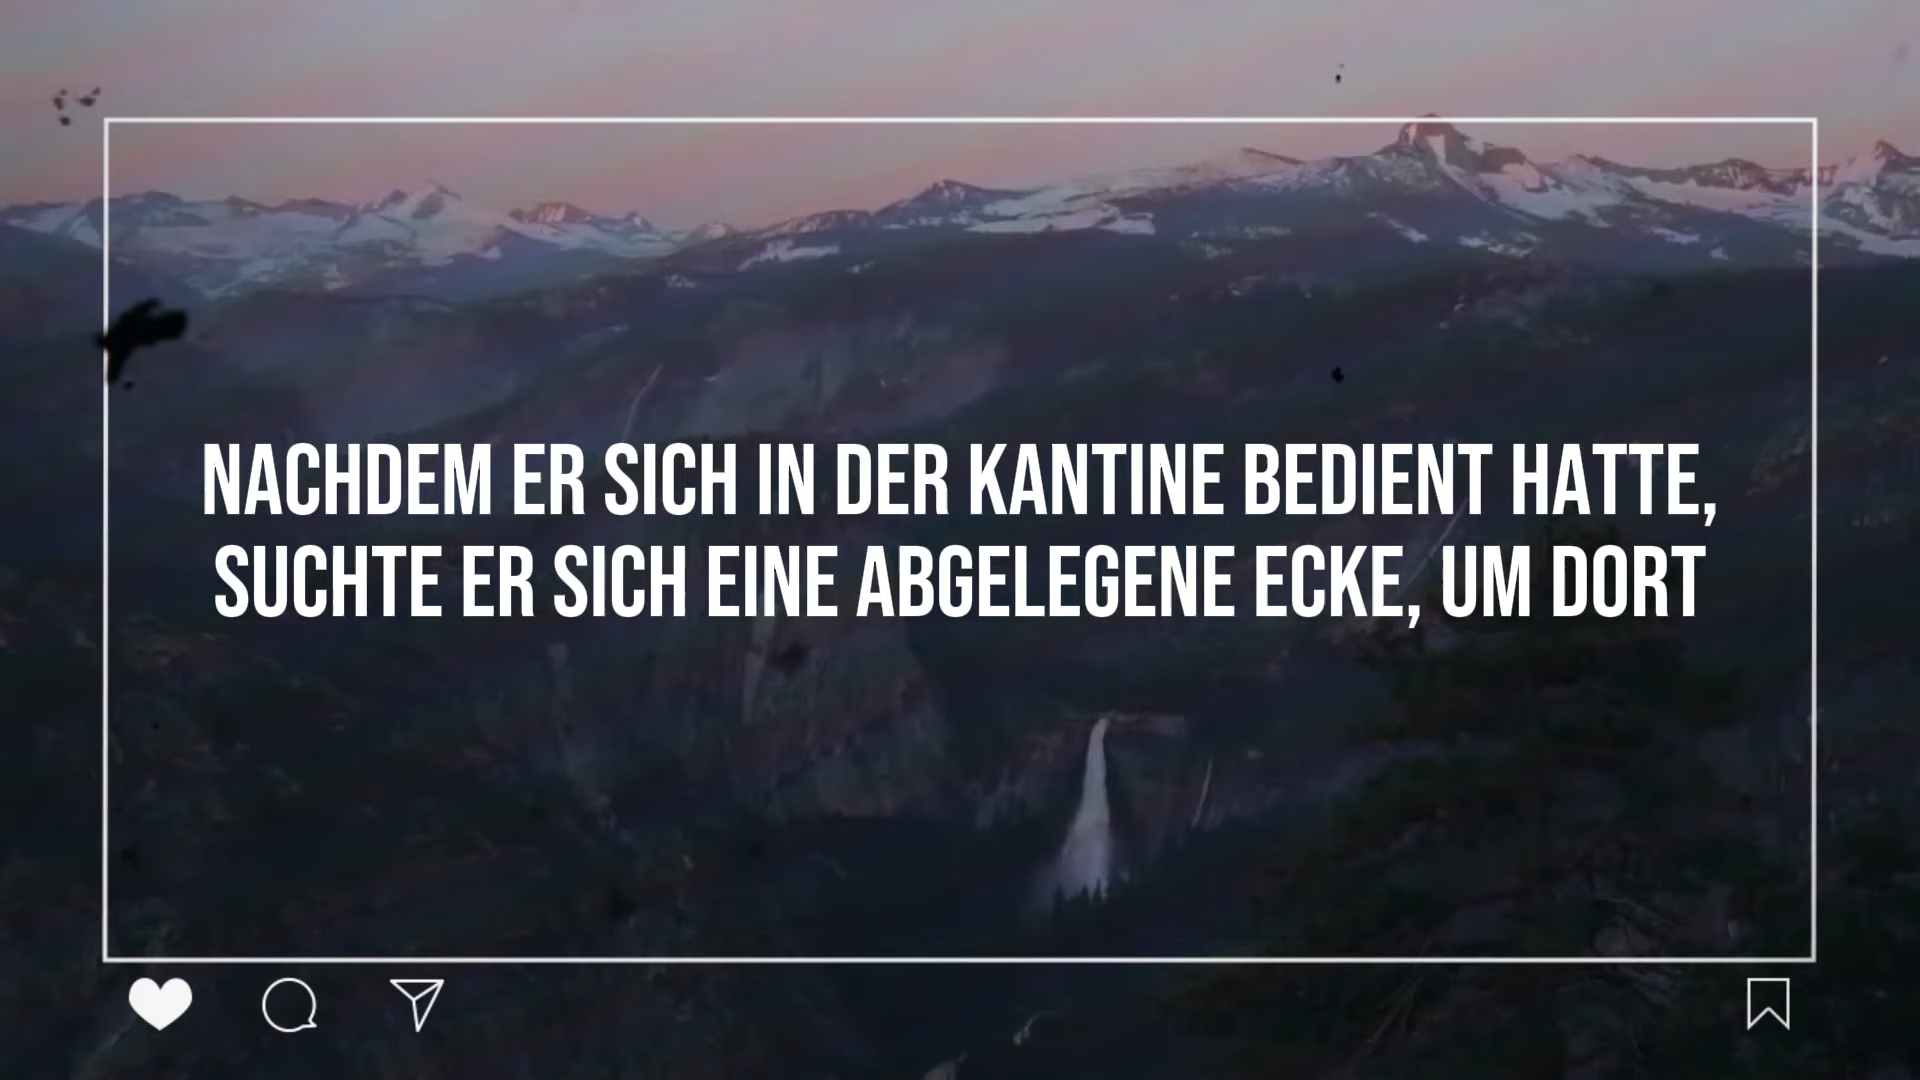 NACHDEM ER SICH IN DER KANTINE BEDIENT HATTE,
SUCHTE ER SICH EINE ABGELEGENE ECKE, UM DORT